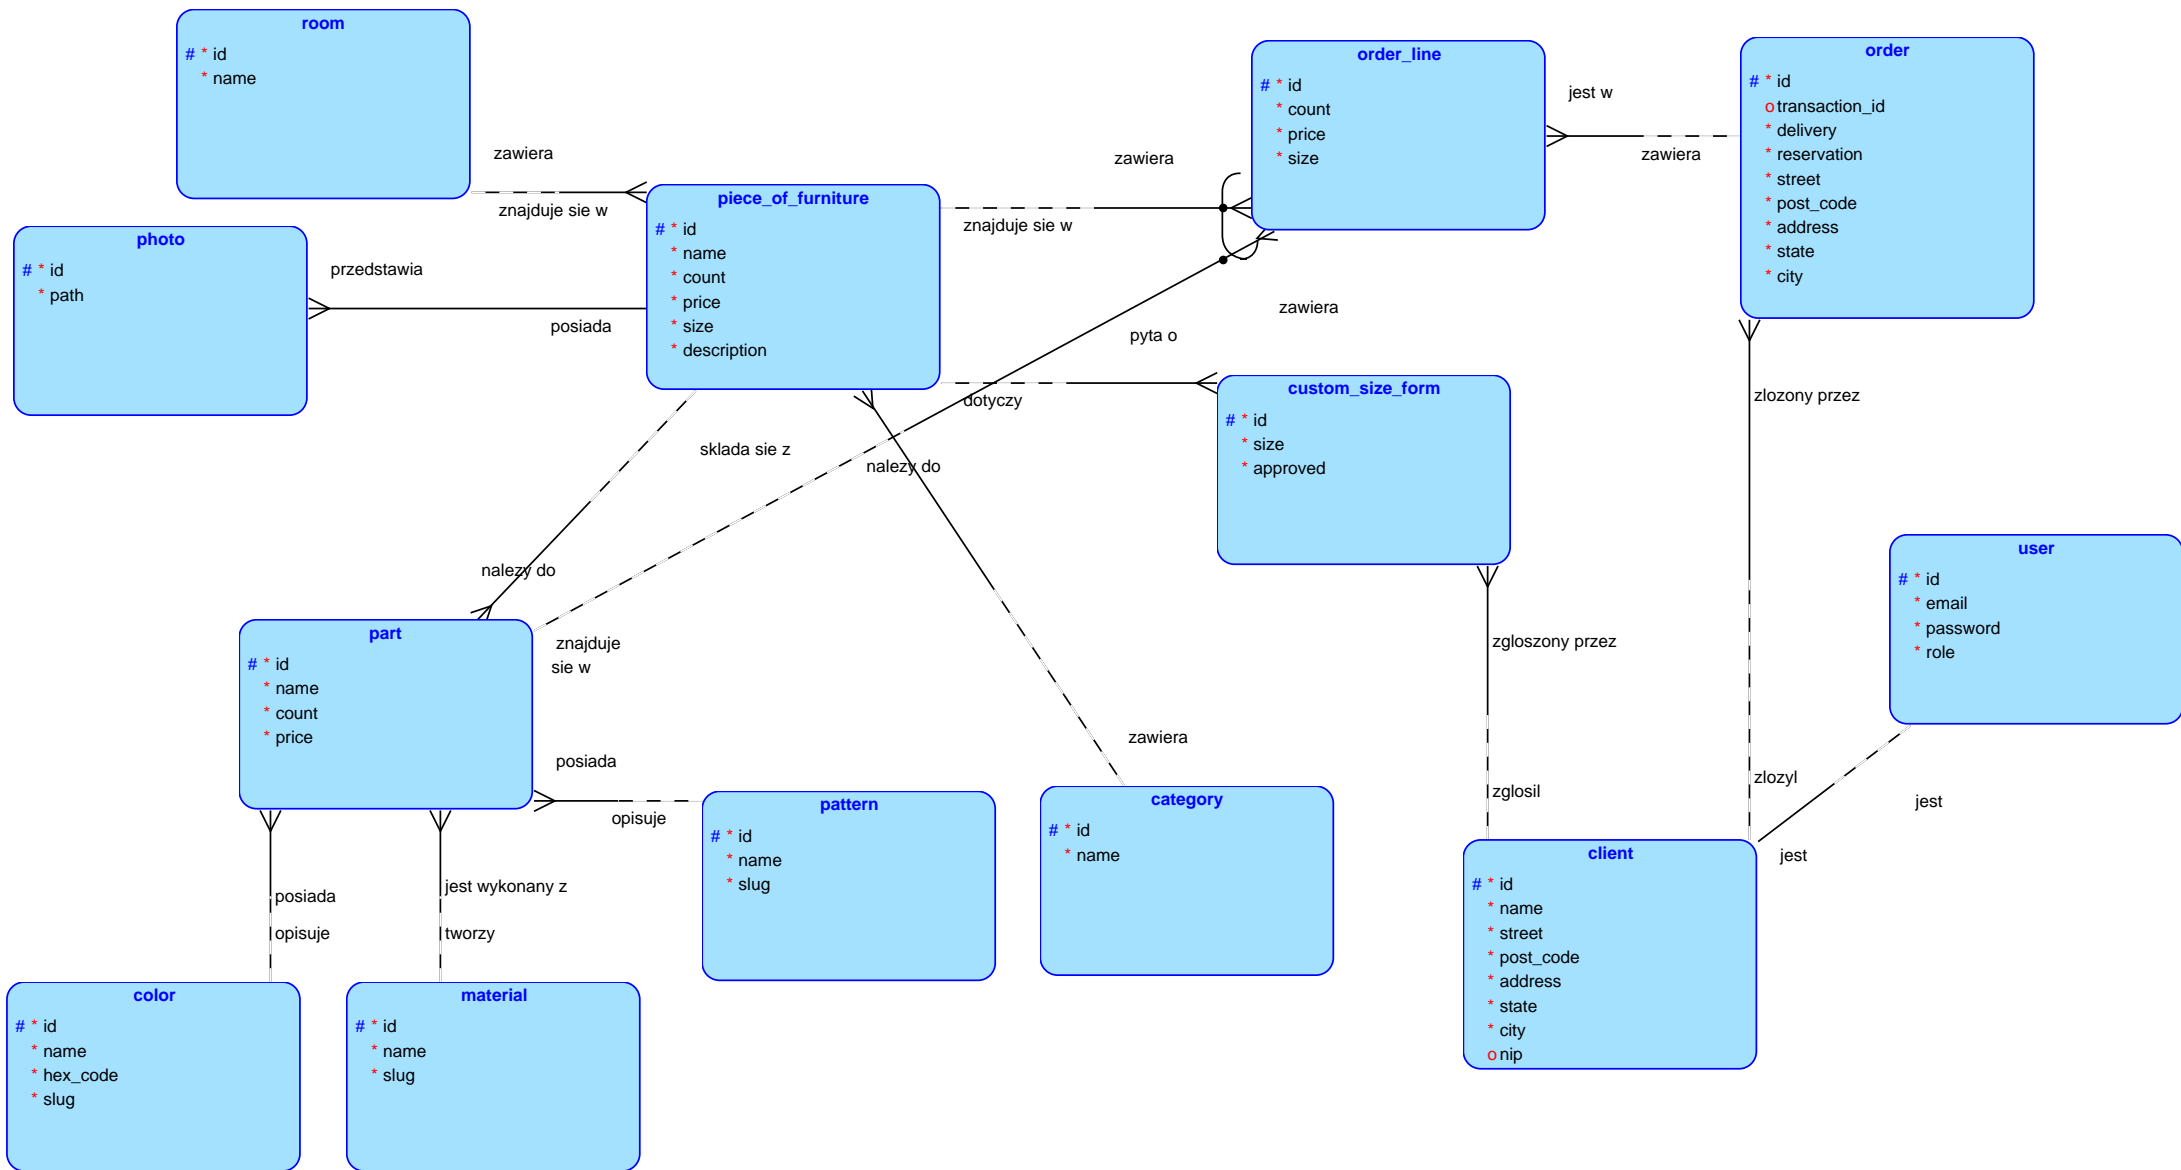 room
# * id
* name
photo
# * id
* path
zawiera
znajduje sie w
przedstawia
posiada
piece_of_furniture
# * id
* name
* count
* price
* size
* description
zawiera
znajduje sie w
order_line
# * id
* count
* price
* size
jest w
zawiera
order
# * id
o transaction_id
* delivery
* reservation
* street
* post_code
* address
* state
* city
zawiera
pyta o
dotyczy
custom_size_form
# * id
* size
* approved
sklada sie z
nalezy do
nalezy do
znajduje
sie w
zlozony przez
zlozyl
zgloszony przez
zglosil
user
# * id
* email
* password
* role
jest
jest
part
# * id
* name
* count
* price
posiada
opisuje
pattern
# * id
* name
* slug
zawiera
category
# * id
* name
client
# * id
* name
* street
* post_code
* address
* state
* city
o nip
posiada
opisuje
jest wykonany z
tworzy
color
# * id
* name
* hex_code
* slug
material
# * id
* name
* slug